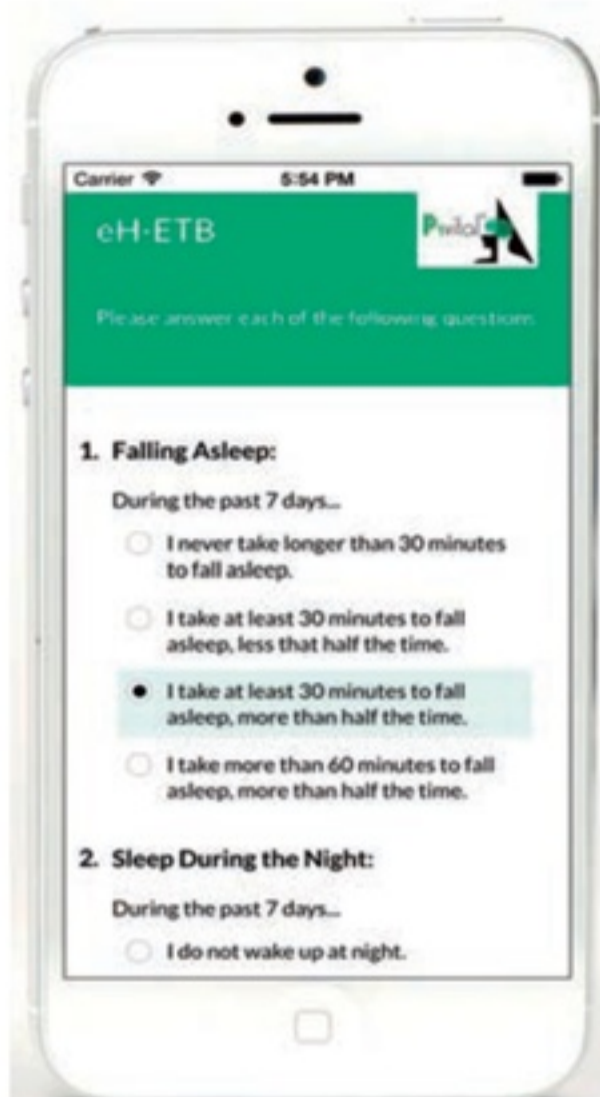 Carrier 5:54 PM
eH-ETB
P1vital
Please answer each of the following questions
1. Falling Asleep:
During the past 7 days...
I never take longer than 30 minutes
to fall asleep.
I take at least 30 minutes to fall
asleep, less that half the time.
I take at least 30 minutes to fall
asleep, more than half the time.
I take more than 60 minutes to fall
asleep, more than half the time.
2. Sleep During the Night:
During the past 7 days...
I do not wake up at night.